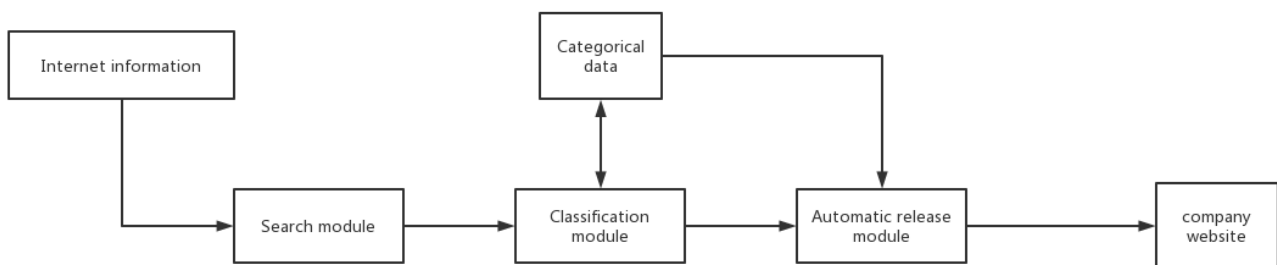 Internet information
Categorical
data
Search module
Classification
module
Automatic release
module
company
website